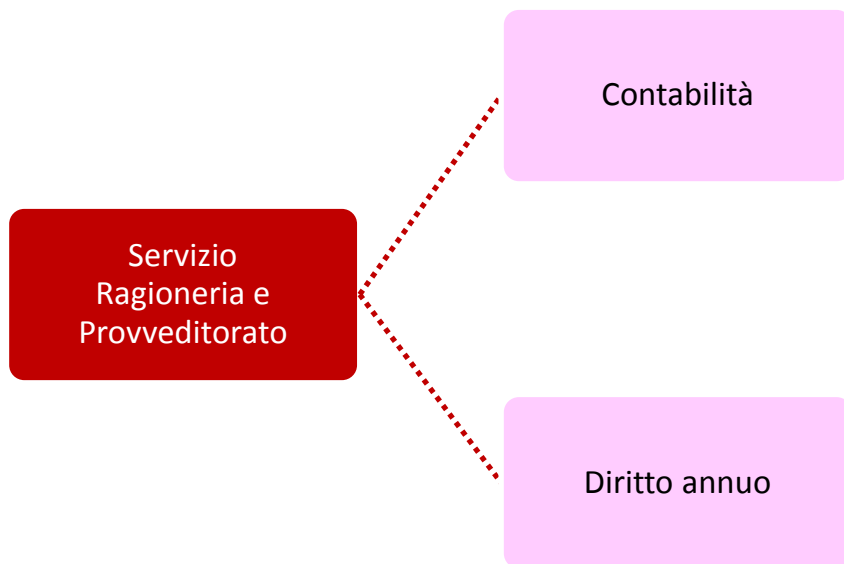 Contabilità
Servizio
Ragioneria e
Provveditorato
Diritto annuo